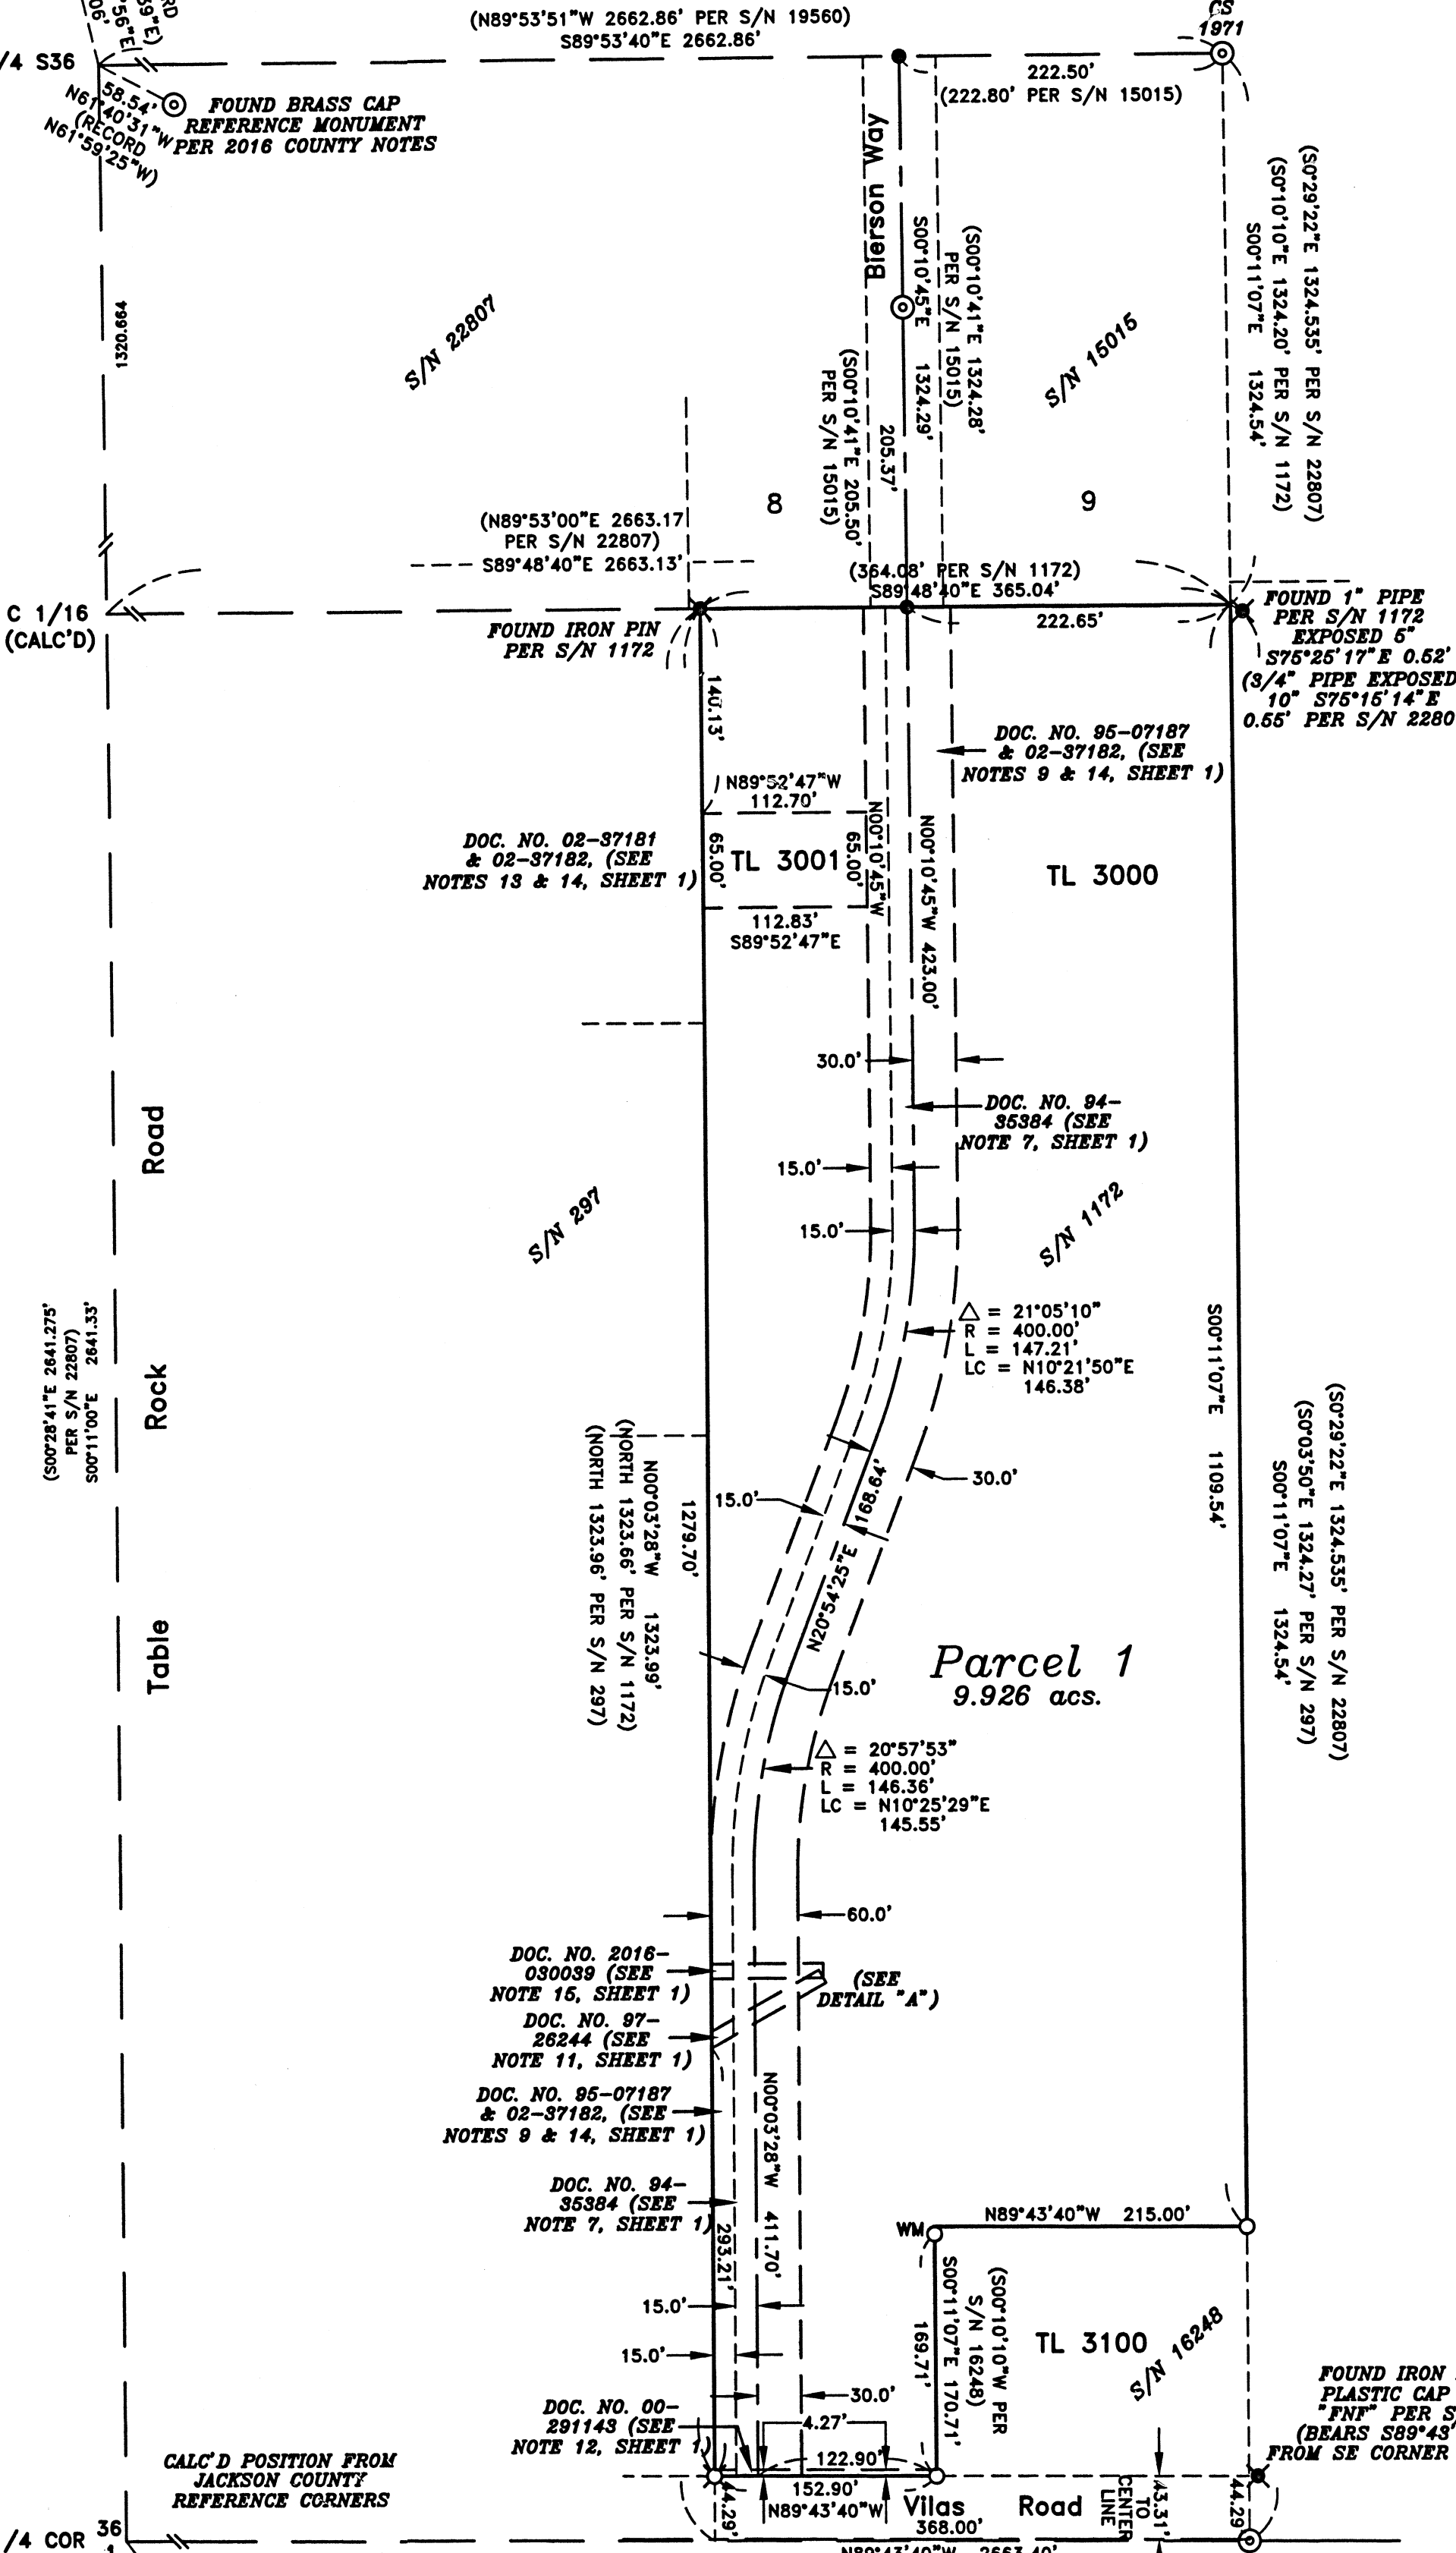 (N89°53'51"W 2662.86' PER S/N 19560)
S89°53'40"E 2662.86'
CS
1971
/4 S36
58.54'
N61°40'31"W
(RECORD
N61°59'25"W)
FOUND BRASS CAP
REFERENCE MONUMENT
PER 2016 COUNTY NOTES
222.50'
(222.80' PER S/N 15015)
Bierson Way
1320.664
S/N 22807
S00°10'45"E 1324.29'
(S00°10'41"E 1324.28'
PER S/N 15015)
205.37'
(S00°10'41"E 205.50'
PER S/N 15015)
S/N 15015
(S0°29'22"E 1324.535' PER S/N 22807)
(S0°10'10"E 1324.20' PER S/N 1172)
S00°11'07"E 1324.54'
8
9
(N89°53'00"E 2663.17
PER S/N 22807)
S89°48'40"E 2663.13'
(364.08' PER S/N 1172)
S89°48'40"E 365.04'
222.65'
C 1/16
(CALC'D)
FOUND IRON PIN
PER S/N 1172
FOUND 1" PIPE
PER S/N 1172
EXPOSED 6"
S75°25'17"E 0.52'
(3/4" PIPE EXPOSED
10" S75°15'14"E
0.55' PER S/N 2280
140.13'
DOC. NO. 95-07187
& 02-37182, (SEE
NOTES 9 & 14, SHEET 1)
N89°52'47"W
112.70'
DOC. NO. 02-37181
& 02-37182, (SEE
NOTES 13 & 14, SHEET 1)
65.00'
TL 3001
65.00'
N00°10'45"W
N00°10'45"W 423.00'
TL 3000
112.83'
S89°52'47"E
30.0'
DOC. NO. 94-
35384 (SEE
NOTE 7, SHEET 1)
15.0'
15.0'
S/N 297
S/N 1172
Table Rock Road
(S00°28'41"E 2641.275'
PER S/N 22807)
S00°11'00"E 2641.33'
△ = 21°05'10"
R = 400.00'
L = 147.21'
LC = N10°21'50"E
146.38'
S00°11'07"E 1109.54'
(S0°29'22"E 1324.535' PER S/N 22807)
(S0°03'50"E 1324.27' PER S/N 297)
S00°11'07"E 1324.54'
1279.70'
N00°03'28"W 1323.99'
(NORTH 1323.66' PER S/N 1172)
(NORTH 1323.96' PER S/N 297)
15.0'
168.64'
30.0'
N20°54'25"E
15.0'
Parcel 1
9.926 acs.
△ = 20°57'53"
R = 400.00'
L = 146.36'
LC = N10°25'29"E
145.55'
60.0'
DOC. NO. 2016-
030039 (SEE
NOTE 15, SHEET 1)
(SEE
DETAIL "A")
DOC. NO. 97-
26244 (SEE
NOTE 11, SHEET 1)
DOC. NO. 95-07187
& 02-37182, (SEE
NOTES 9 & 14, SHEET 1)
N00°03'28"W 411.70'
DOC. NO. 94-
35384 (SEE
NOTE 7, SHEET 1)
293.21'
N89°43'40"W 215.00'
WM
15.0'
15.0'
169.71'
S00°11'07"E 170.71'
(S00°10'10"W PER
S/N 16248)
TL 3100
S/N 16248
30.0'
DOC. NO. 00-
291143 (SEE
NOTE 12, SHEET 1)
4.27'
122.90'
152.90'
N89°43'40"W
FOUND IRON
PLASTIC CAP
"FNF" PER S
(BEARS S89°43'
FROM SE CORNER
CALC'D POSITION FROM
JACKSON COUNTY
REFERENCE CORNERS
44.29'
Vilas Road
368.00'
43.31'
TO
CENTER
LINE
44.29'
/4 COR
36
N89°43'40"W 2663.40'